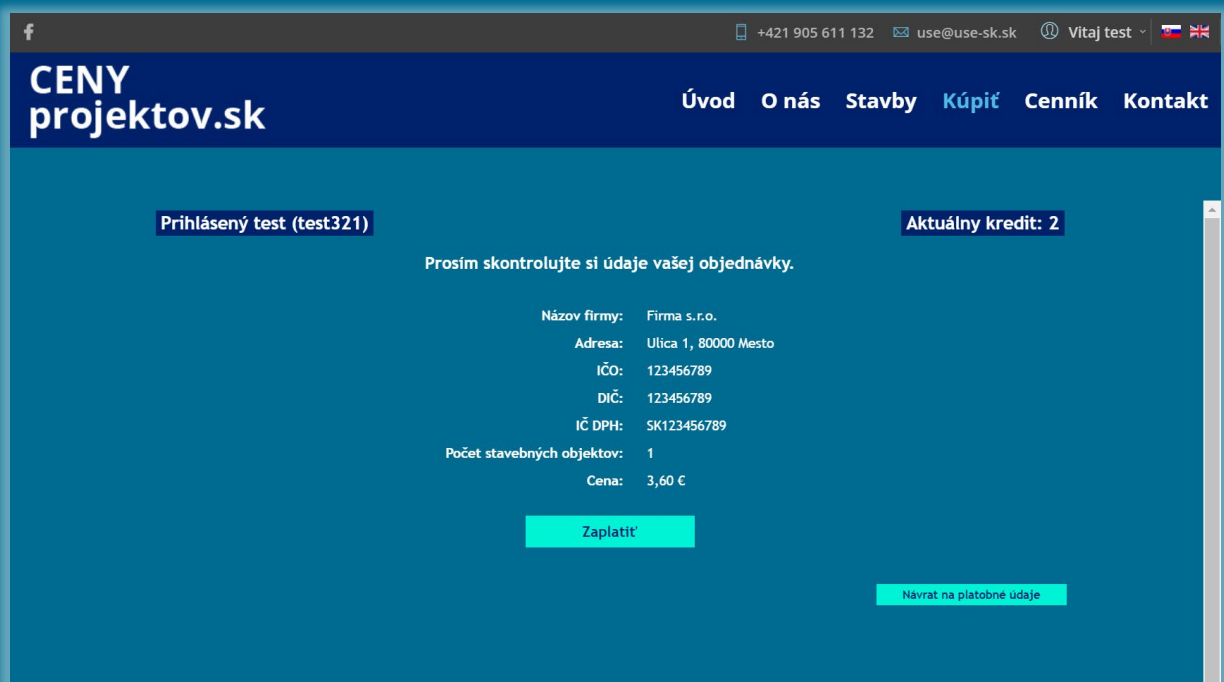 +421 905 611 132 use@use-sk.sk Vitaj test
CENY
projektov.sk
Úvod O nás Stavby Kúpiť Cenník Kontakt
Prihlásený test (test321) Aktuálny kredit: 2
Prosím skontrolujte si údaje vašej objednávky.
Názov firmy: Firma s.r.o.
Adresa: Ulica 1, 80000 Mesto
IČO: 123456789
DIČ: 123456789
IČ DPH: SK123456789
Počet stavebných objektov: 1
Cena: 3,60 €
Zaplatiť
Návrat na platobné údaje